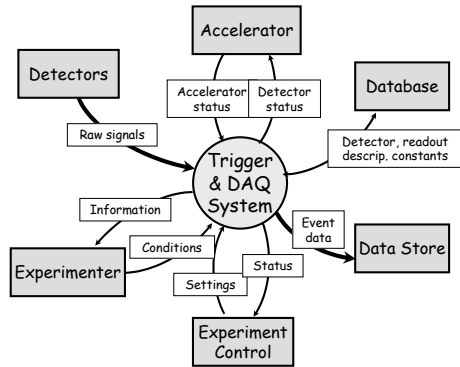 Accelerator
Detectors
Database
Accelerator
status
Detector
status
Raw signals
Detector, readout
descrip. constants
Trigger
& DAQ
System
Information
Event
data
Conditions
Data Store
Experimenter
Status
Settings
Experiment
Control